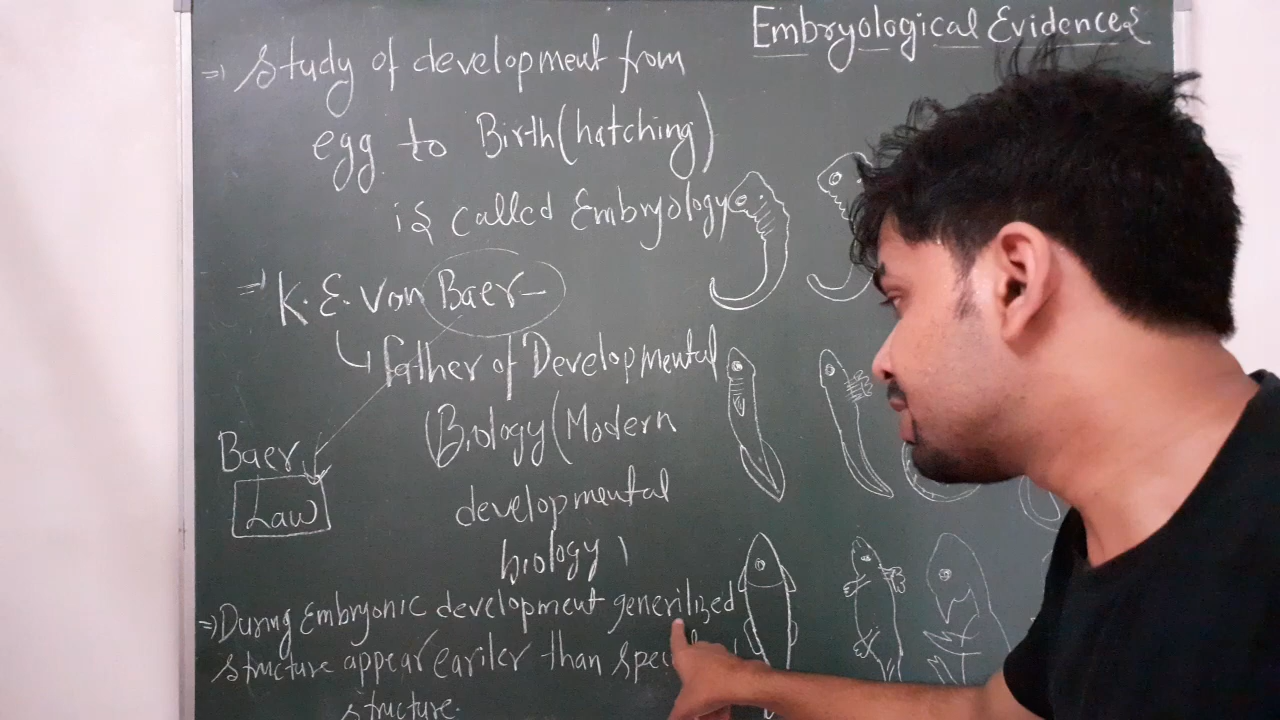 Embryological Evidences
=> Study of development from
egg to Birth (hatching)
is called Embryology
=> K. E. Von Baer-
↳ father of Developmental
Biology (Modern
developmental
biology)
Baer
Law
=> During Embryonic development generilized
structure appear eariler than
structure.